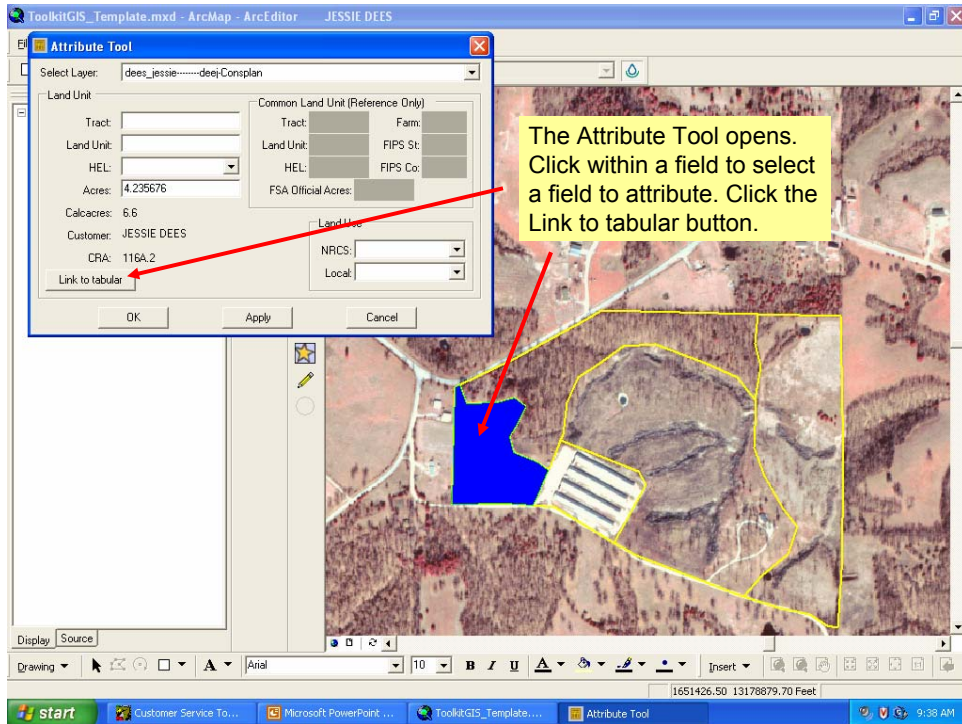 ToolkitGIS_Template.mxd - ArcMap - ArcEditor JESSIE DEES
Attribute Tool
Select Layer: dees_jessie--------deej-Consplan
Land Unit
Tract:
Land Unit:
HEL:
Acres: 4.235676
Calcacres: 6.6
Customer: JESSIE DEES
CRA: 116A.2
Link to tabular
Common Land Unit (Reference Only)
Tract: Farm:
Land Unit: FIPS St:
HEL: FIPS Co:
FSA Official Acres:
Land Use
NRCS:
Local:
OK Apply Cancel
The Attribute Tool opens.
Click within a field to select
a field to attribute. Click the
Link to tabular button.
Display Source
Drawing A Arial 10 B I U A Insert
1651426.50 13178879.70 Feet
start Customer Service To... Microsoft PowerPoint ... ToolkitGIS_Template.... Attribute Tool 9:38 AM